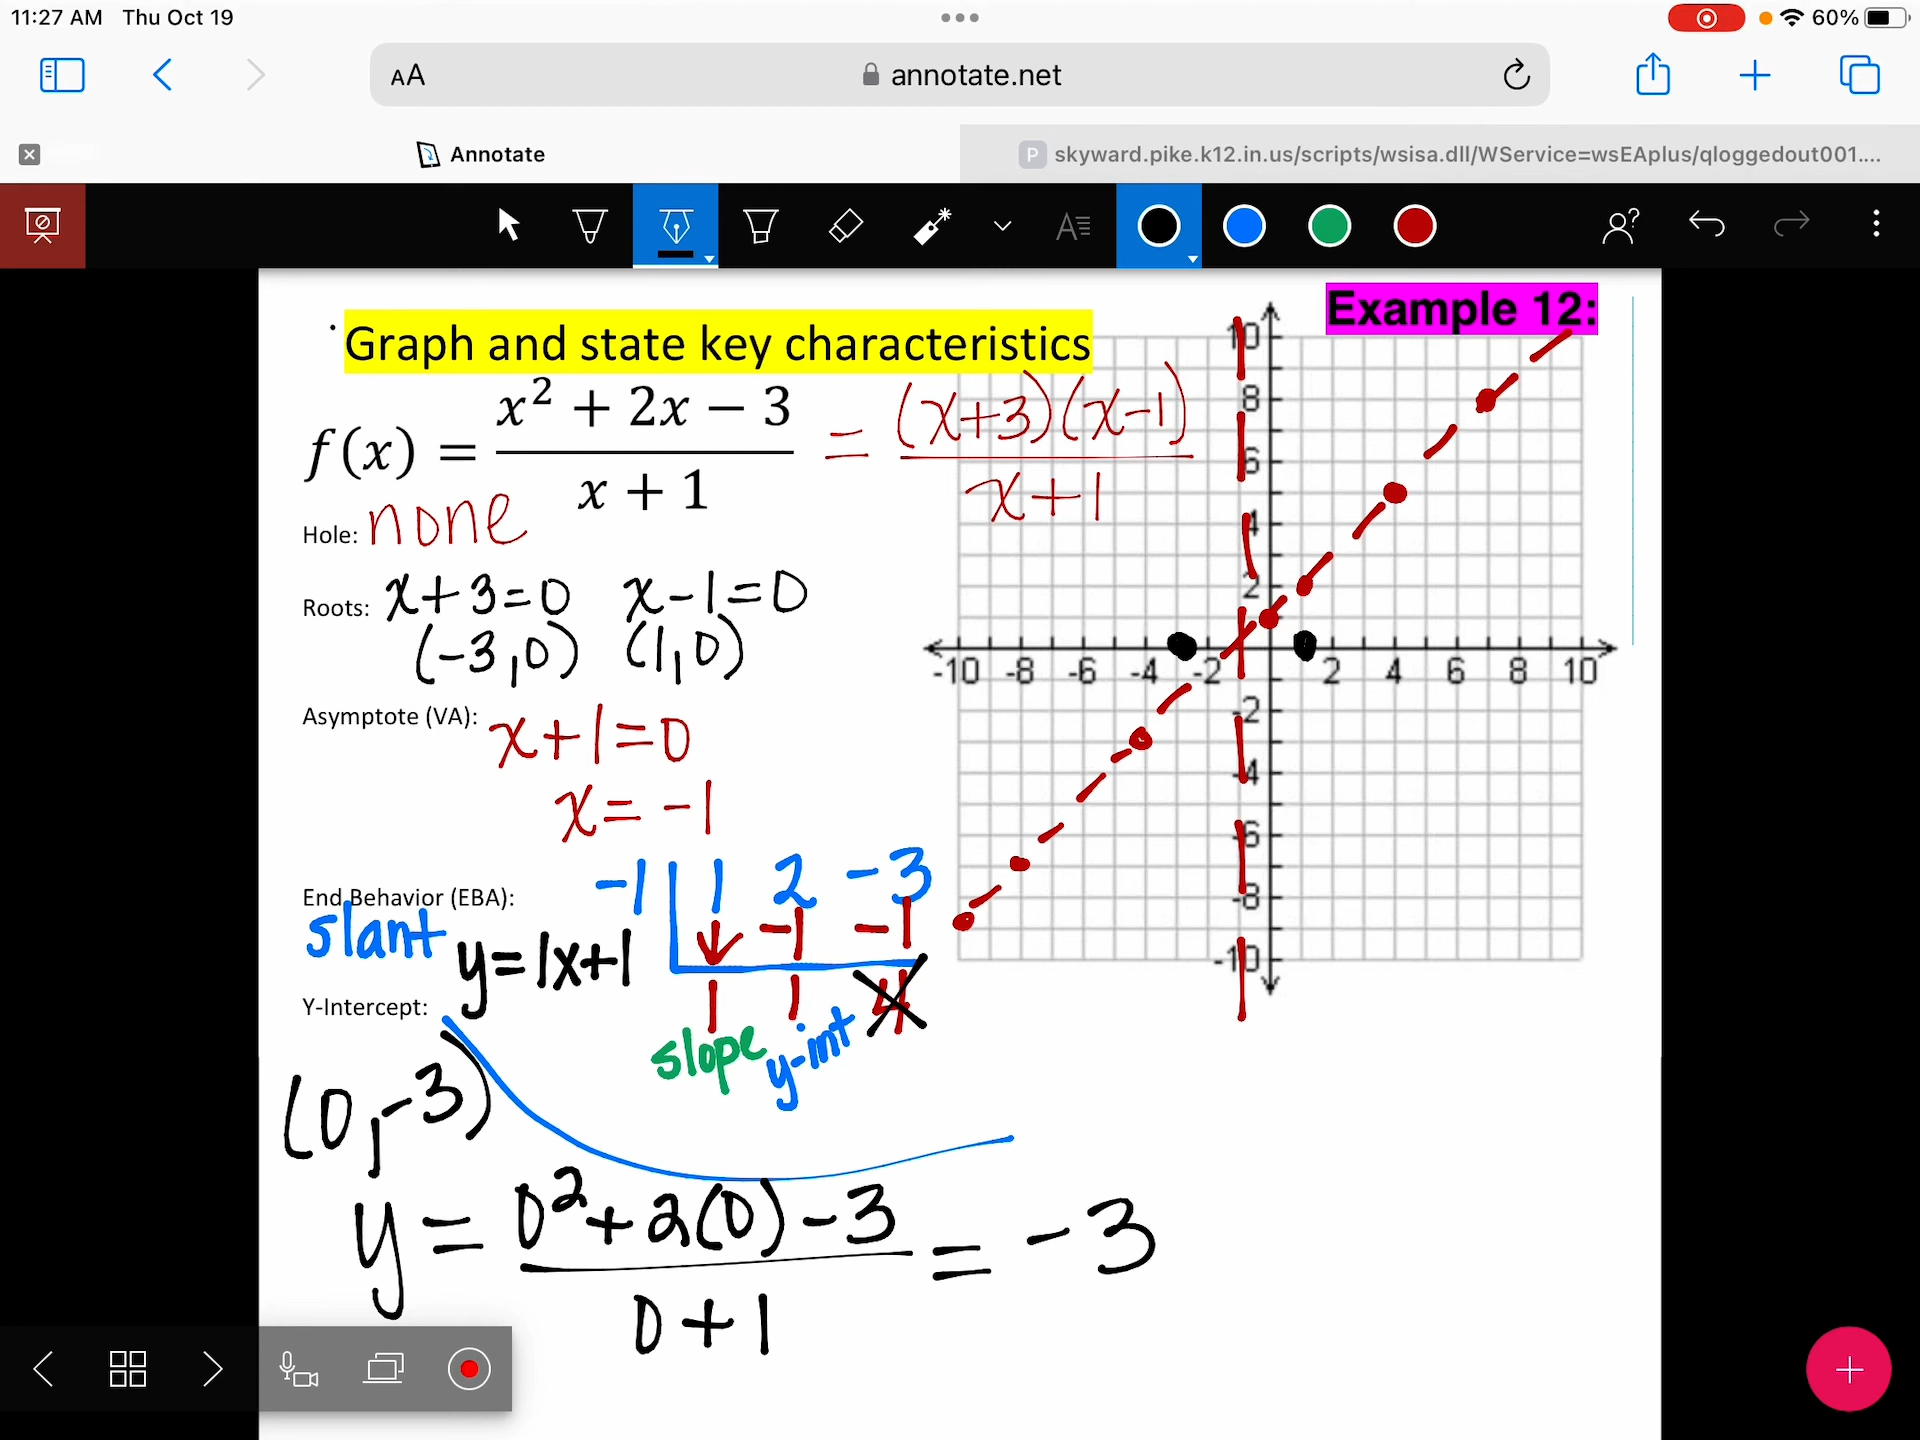 11:27 AM Thu Oct 19
60%
AA annotate.net
Annotate
P skyward.pike.k12.in.us/scripts/wsisa.dll/WService=wsEAplus/qloggedout001....
Example 12:
Graph and state key characteristics
f(x) = x² + 2x − 3 / x + 1 = (x+3)(x-1) / x+1
Hole: none
Roots: x+3=0 x-1=0
(-3,0) (1,0)
Asymptote (VA): x+1=0
x=-1
End Behavior (EBA): -1 1 2 -3
-1 -1
slant y=1x+1
1 1 4
Y-Intercept:
slope y-int
(0,-3)
y = 0²+2(0)-3 / 0+1 = -3
10
8
6
4
2
-10 -8 -6 -4 -2 2 4 6 8 10
-2
-4
-6
-8
-10